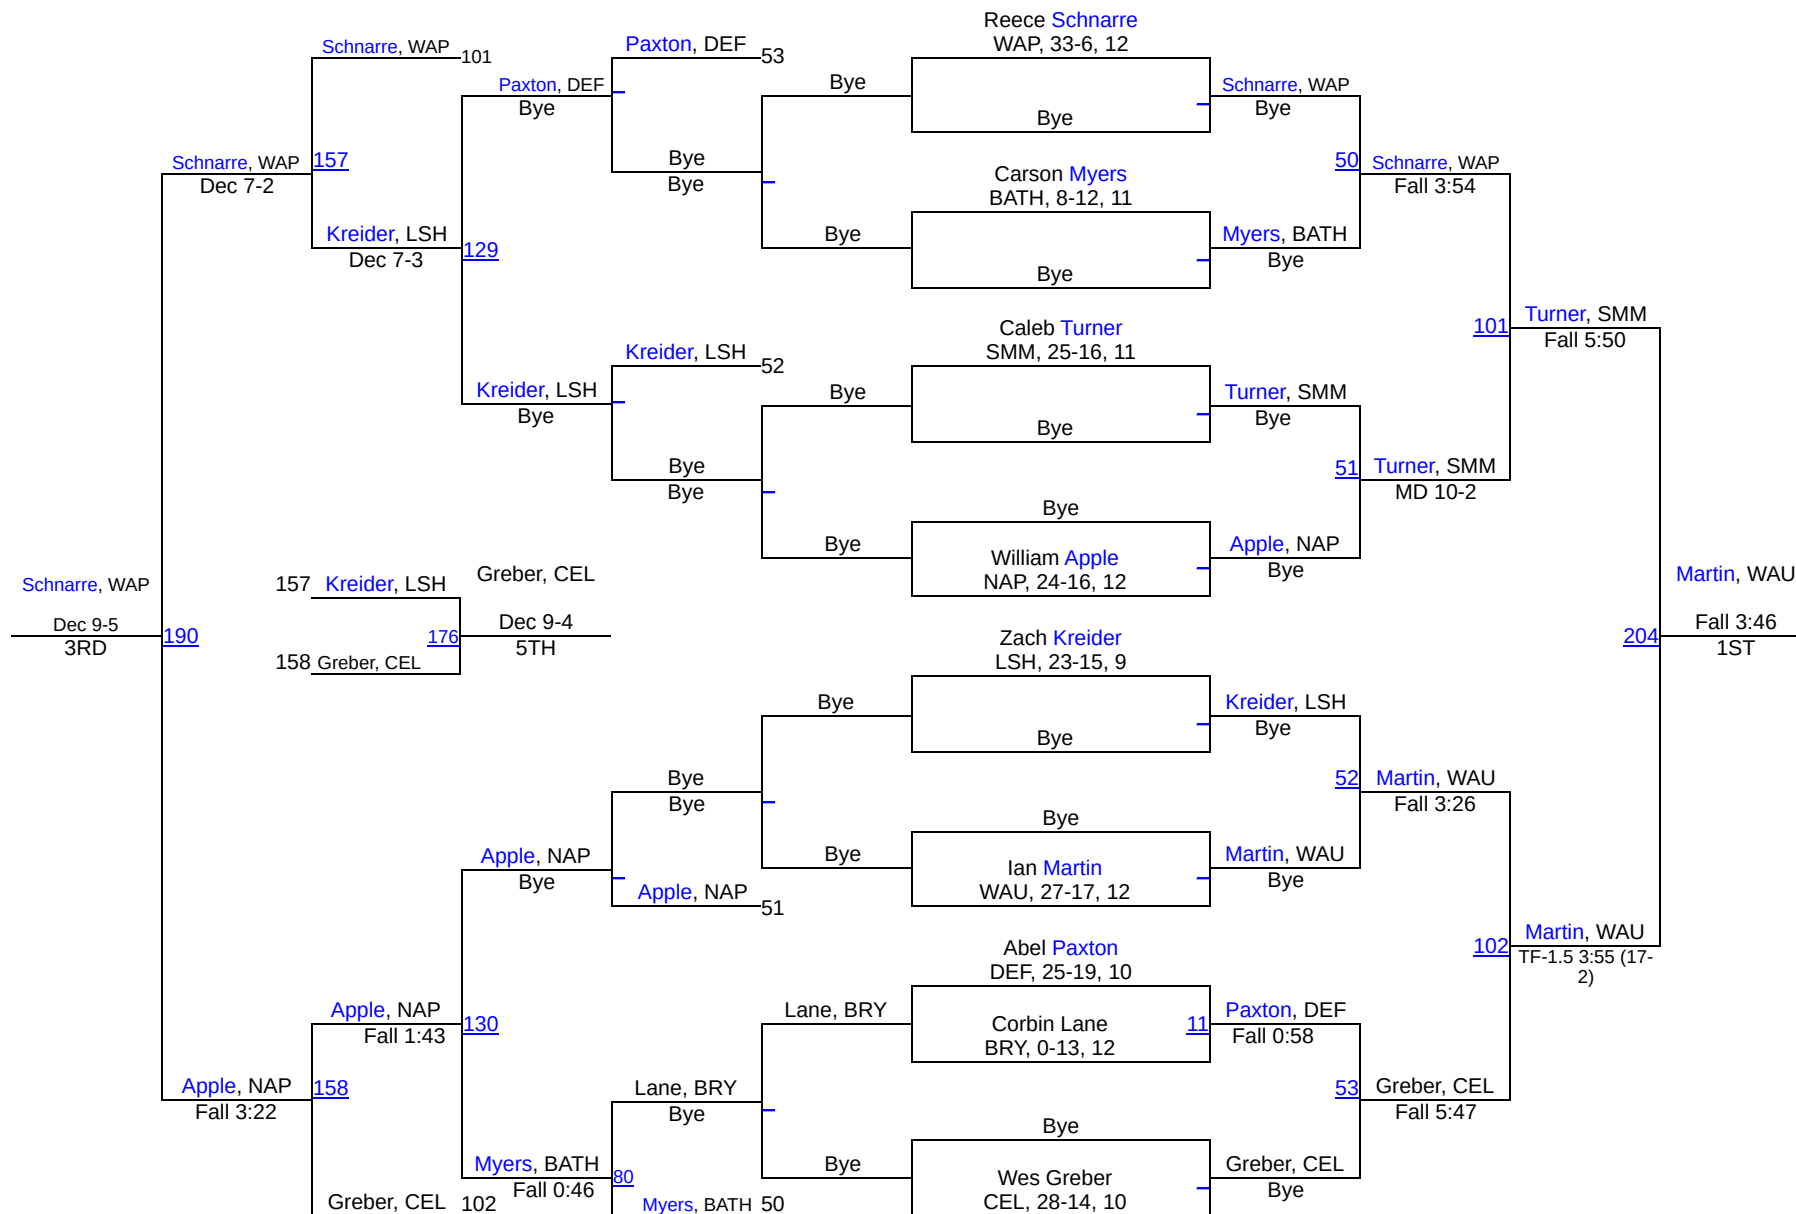 Reece Schnarre
WAP, 33-6, 12
Schnarre, WAP
101
Paxton, DEF
53
Paxton, DEF
Bye
Bye
Bye
Schnarre, WAP
Bye
Schnarre, WAP
Dec 7-2
157
Bye
Bye
Carson Myers
BATH, 8-12, 11
50
Schnarre, WAP
Fall 3:54
Kreider, LSH
Dec 7-3
129
Bye
Bye
Myers, BATH
Bye
Caleb Turner
SMM, 25-16, 11
101
Turner, SMM
Fall 5:50
Kreider, LSH
52
Kreider, LSH
Bye
Bye
Bye
Turner, SMM
Bye
Bye
Bye
51
Turner, SMM
MD 10-2
Bye
Bye
William Apple
NAP, 24-16, 12
Apple, NAP
Bye
Schnarre, WAP
Dec 9-5
3RD
190
157
Kreider, LSH
158
Greber, CEL
176
Greber, CEL
Dec 9-4
5TH
Martin, WAU
204
Fall 3:46
1ST
Zach Kreider
LSH, 23-15, 9
Bye
Bye
Kreider, LSH
Bye
Bye
Bye
52
Martin, WAU
Fall 3:26
Apple, NAP
Bye
Bye
Bye
Ian Martin
WAU, 27-17, 12
Martin, WAU
Bye
Apple, NAP
51
Abel Paxton
DEF, 25-19, 10
102
Martin, WAU
TF-1.5 3:55 (17-
2)
Apple, NAP
Fall 1:43
130
Lane, BRY
Corbin Lane
BRY, 0-13, 12
11
Paxton, DEF
Fall 0:58
Apple, NAP
Fall 3:22
158
Lane, BRY
Bye
53
Greber, CEL
Fall 5:47
Bye
Myers, BATH
Fall 0:46
80
Bye
Wes Greber
CEL, 28-14, 10
Greber, CEL
Bye
Greber, CEL
102
Myers, BATH
50